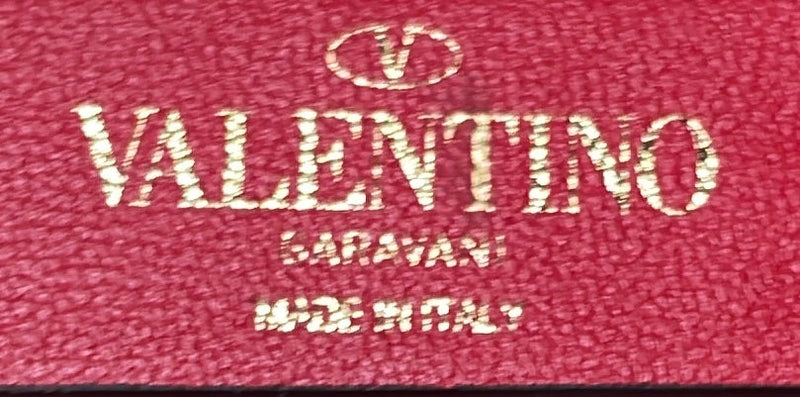 V
VALENTINO
GARAVANI
MADE IN ITALY